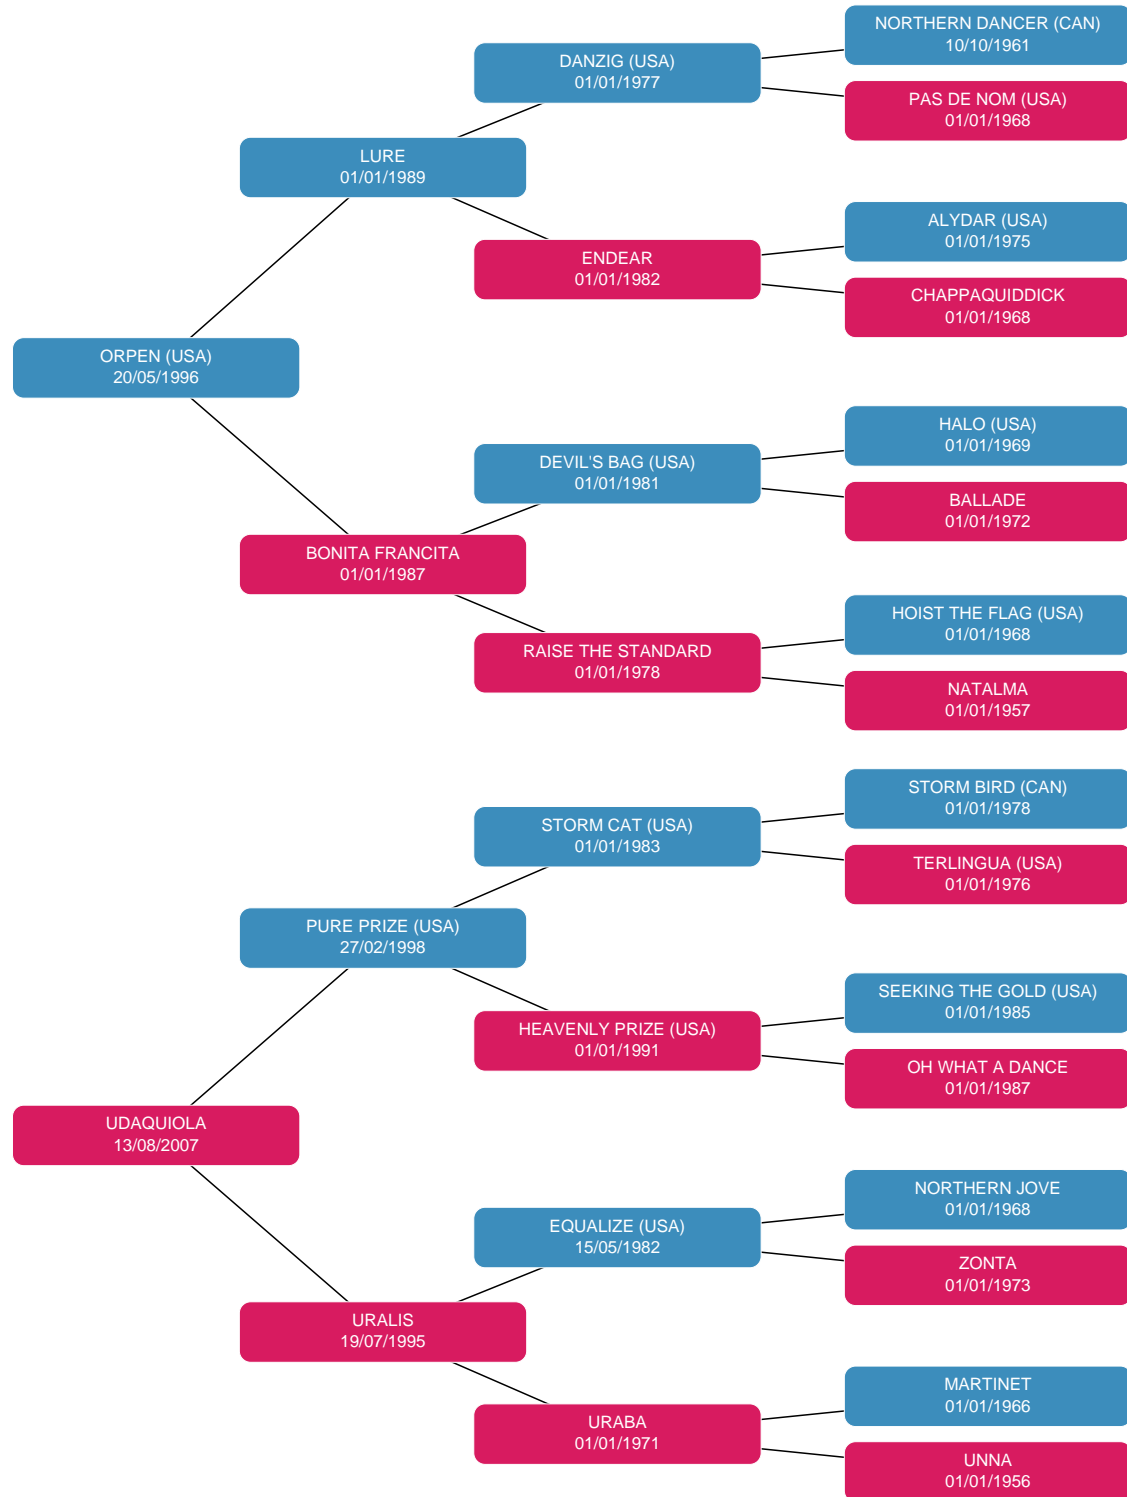 NORTHERN DANCER (CAN)
10/10/1961
DANZIG (USA)
01/01/1977
PAS DE NOM (USA)
01/01/1968
LURE
01/01/1989
ALYDAR (USA)
01/01/1975
ENDEAR
01/01/1982
CHAPPAQUIDDICK
01/01/1968
ORPEN (USA)
20/05/1996
HALO (USA)
01/01/1969
DEVIL'S BAG (USA)
01/01/1981
BALLADE
01/01/1972
BONITA FRANCITA
01/01/1987
HOIST THE FLAG (USA)
01/01/1968
RAISE THE STANDARD
01/01/1978
NATALMA
01/01/1957
STORM BIRD (CAN)
01/01/1978
STORM CAT (USA)
01/01/1983
TERLINGUA (USA)
01/01/1976
PURE PRIZE (USA)
27/02/1998
SEEKING THE GOLD (USA)
01/01/1985
HEAVENLY PRIZE (USA)
01/01/1991
OH WHAT A DANCE
01/01/1987
UDAQUIOLA
13/08/2007
NORTHERN JOVE
01/01/1968
EQUALIZE (USA)
15/05/1982
ZONTA
01/01/1973
URALIS
19/07/1995
MARTINET
01/01/1966
URABA
01/01/1971
UNNA
01/01/1956